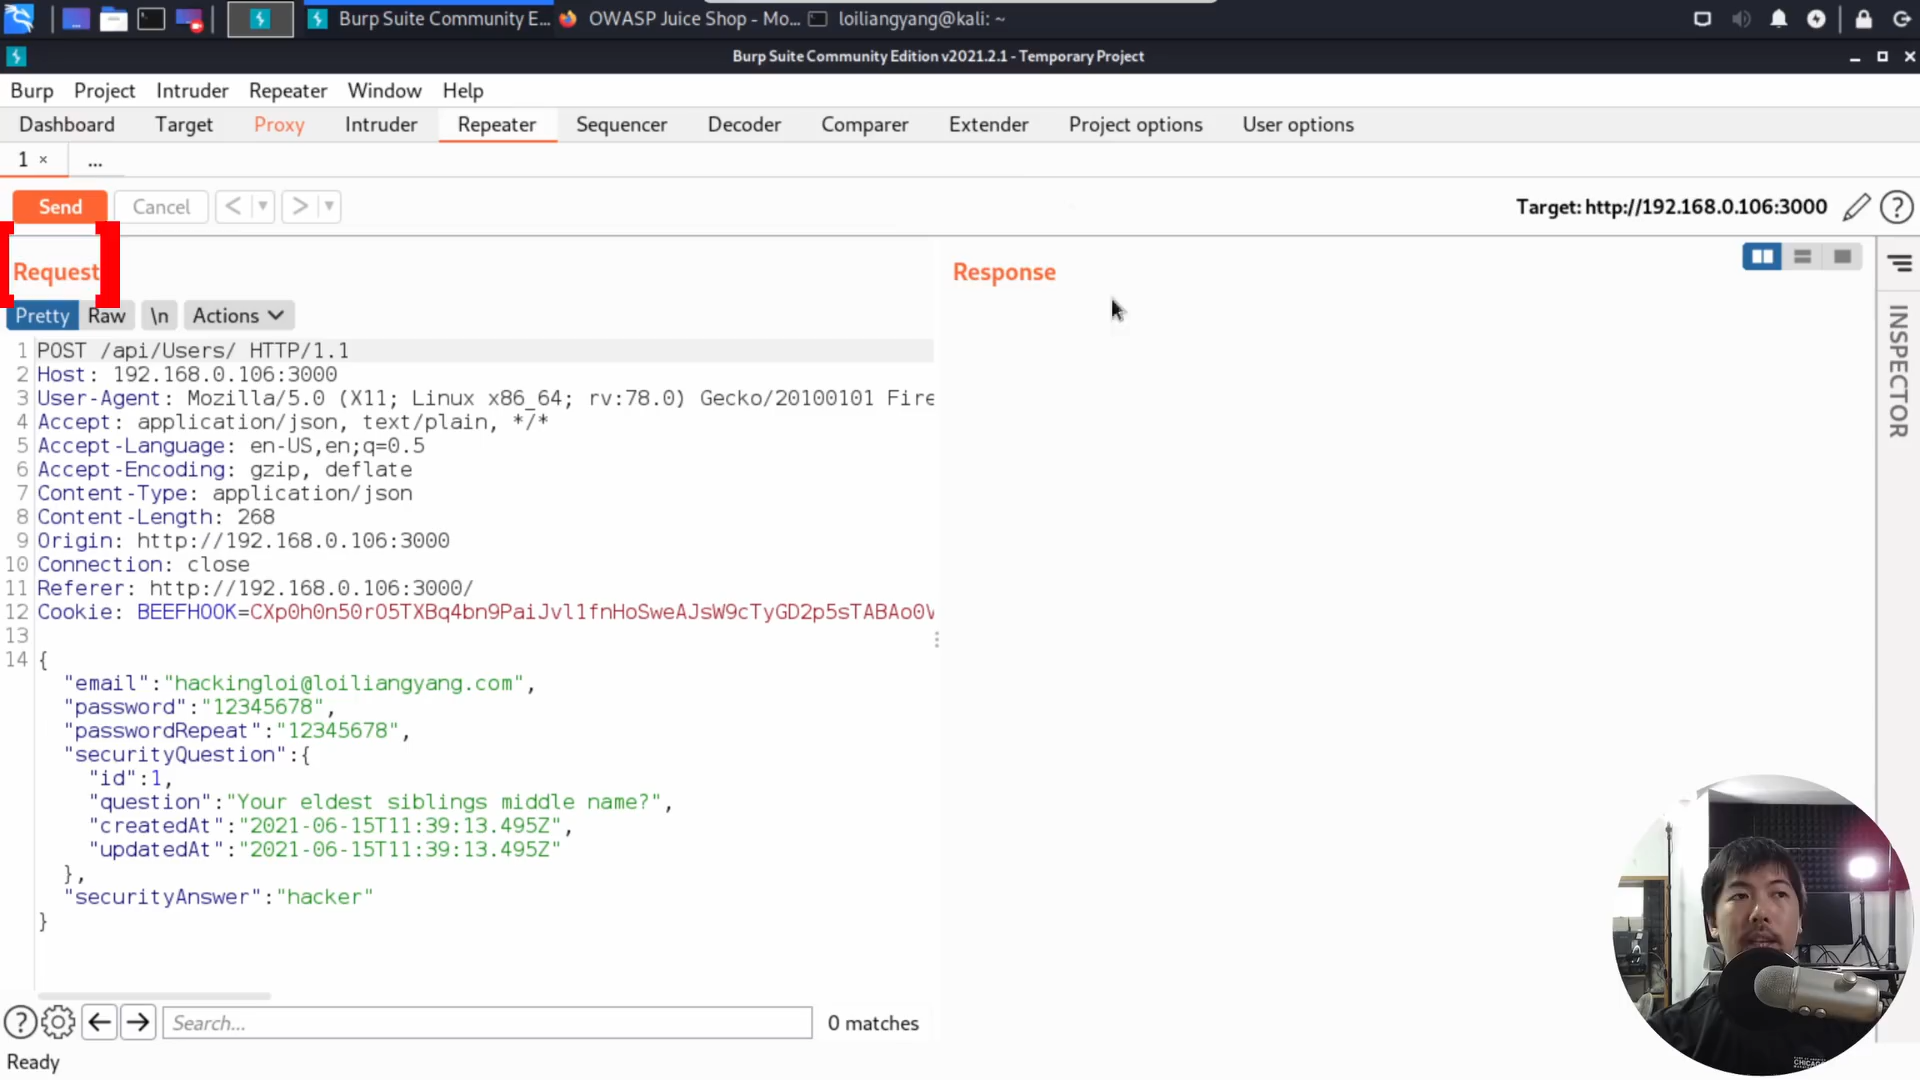 Burp Suite Community E...
OWASP Juice Shop - Mo...
loiliangyang@kali: ~
Burp Suite Community Edition v2021.2.1 - Temporary Project
Burp Project Intruder Repeater Window Help
Dashboard Target Proxy Intruder Repeater Sequencer Decoder Comparer Extender Project options User options
1 × ...
Send Cancel < ▼ > ▼ Target: http://192.168.0.106:3000 ?
Request
Pretty Raw \n Actions
1 POST /api/Users/ HTTP/1.1
2 Host: 192.168.0.106:3000
3 User-Agent: Mozilla/5.0 (X11; Linux x86_64; rv:78.0) Gecko/20100101 Fire
4 Accept: application/json, text/plain, */*
5 Accept-Language: en-US,en;q=0.5
6 Accept-Encoding: gzip, deflate
7 Content-Type: application/json
8 Content-Length: 268
9 Origin: http://192.168.0.106:3000
10 Connection: close
11 Referer: http://192.168.0.106:3000/
12 Cookie: BEEFHOOK=CXp0h0n50rO5TXBq4bn9PaiJvl1fnHoSweAJsW9cTyGD2p5sTABAo0V
13
14 {
"email":"hackingloi@loiliangyang.com",
"password":"12345678",
"passwordRepeat":"12345678",
"securityQuestion":{
"id":1,
"question":"Your eldest siblings middle name?",
"createdAt":"2021-06-15T11:39:13.495Z",
"updatedAt":"2021-06-15T11:39:13.495Z"
},
"securityAnswer":"hacker"
}
Response
INSPECTOR
? Search... 0 matches
Ready